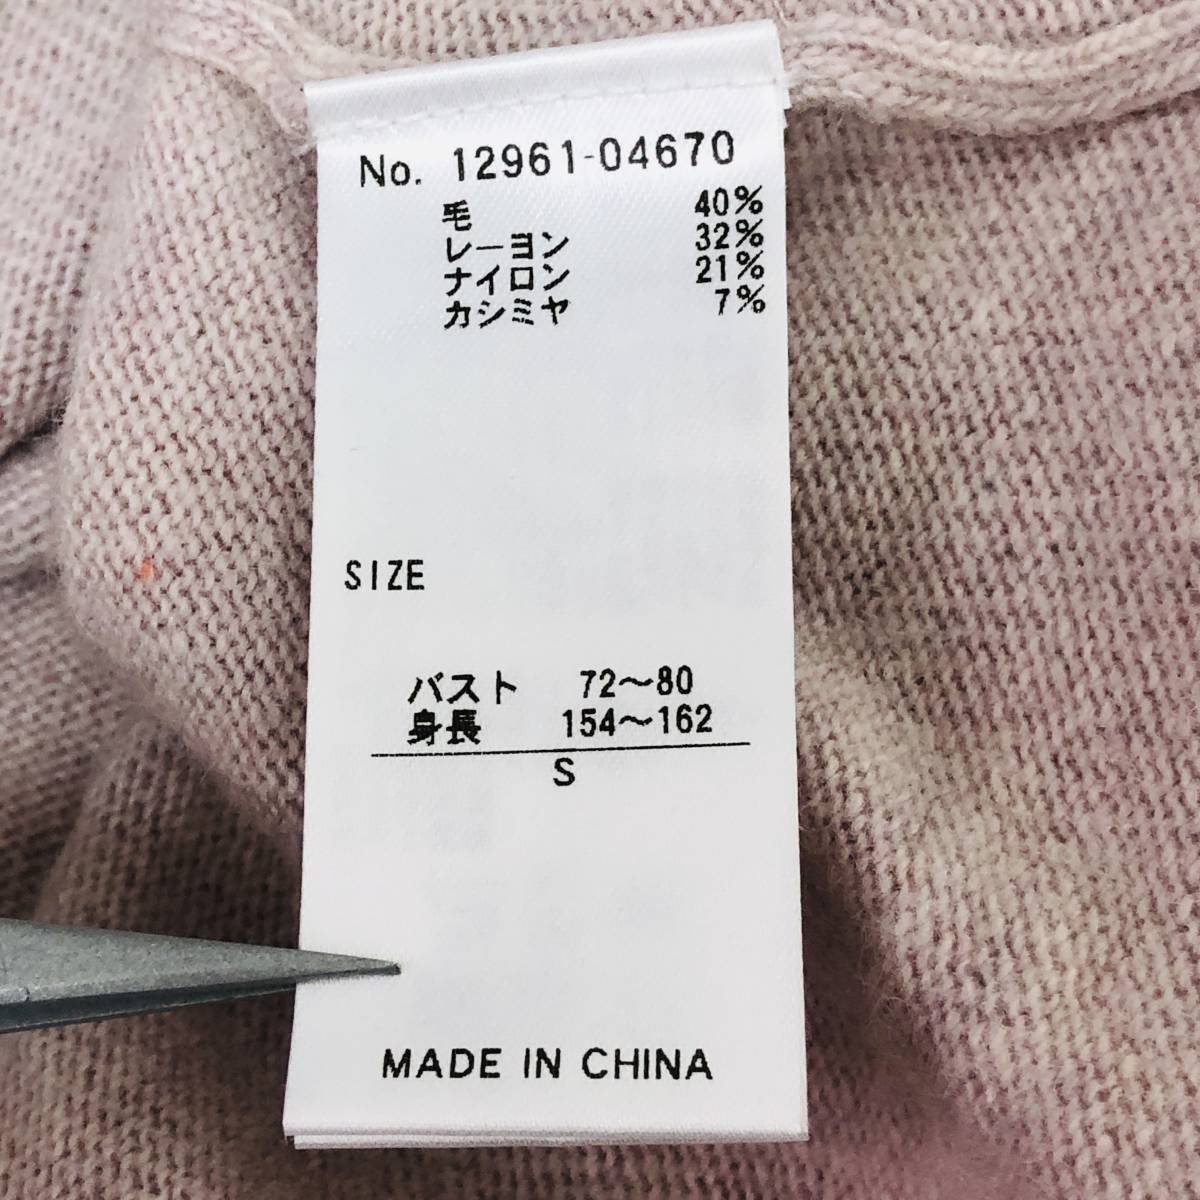 No. 12961-04670
毛 40%
レーヨン 32%
ナイロン 21%
カシミヤ 7%
SIZE
バスト 72〜80
身長 154〜162
S
MADE IN CHINA